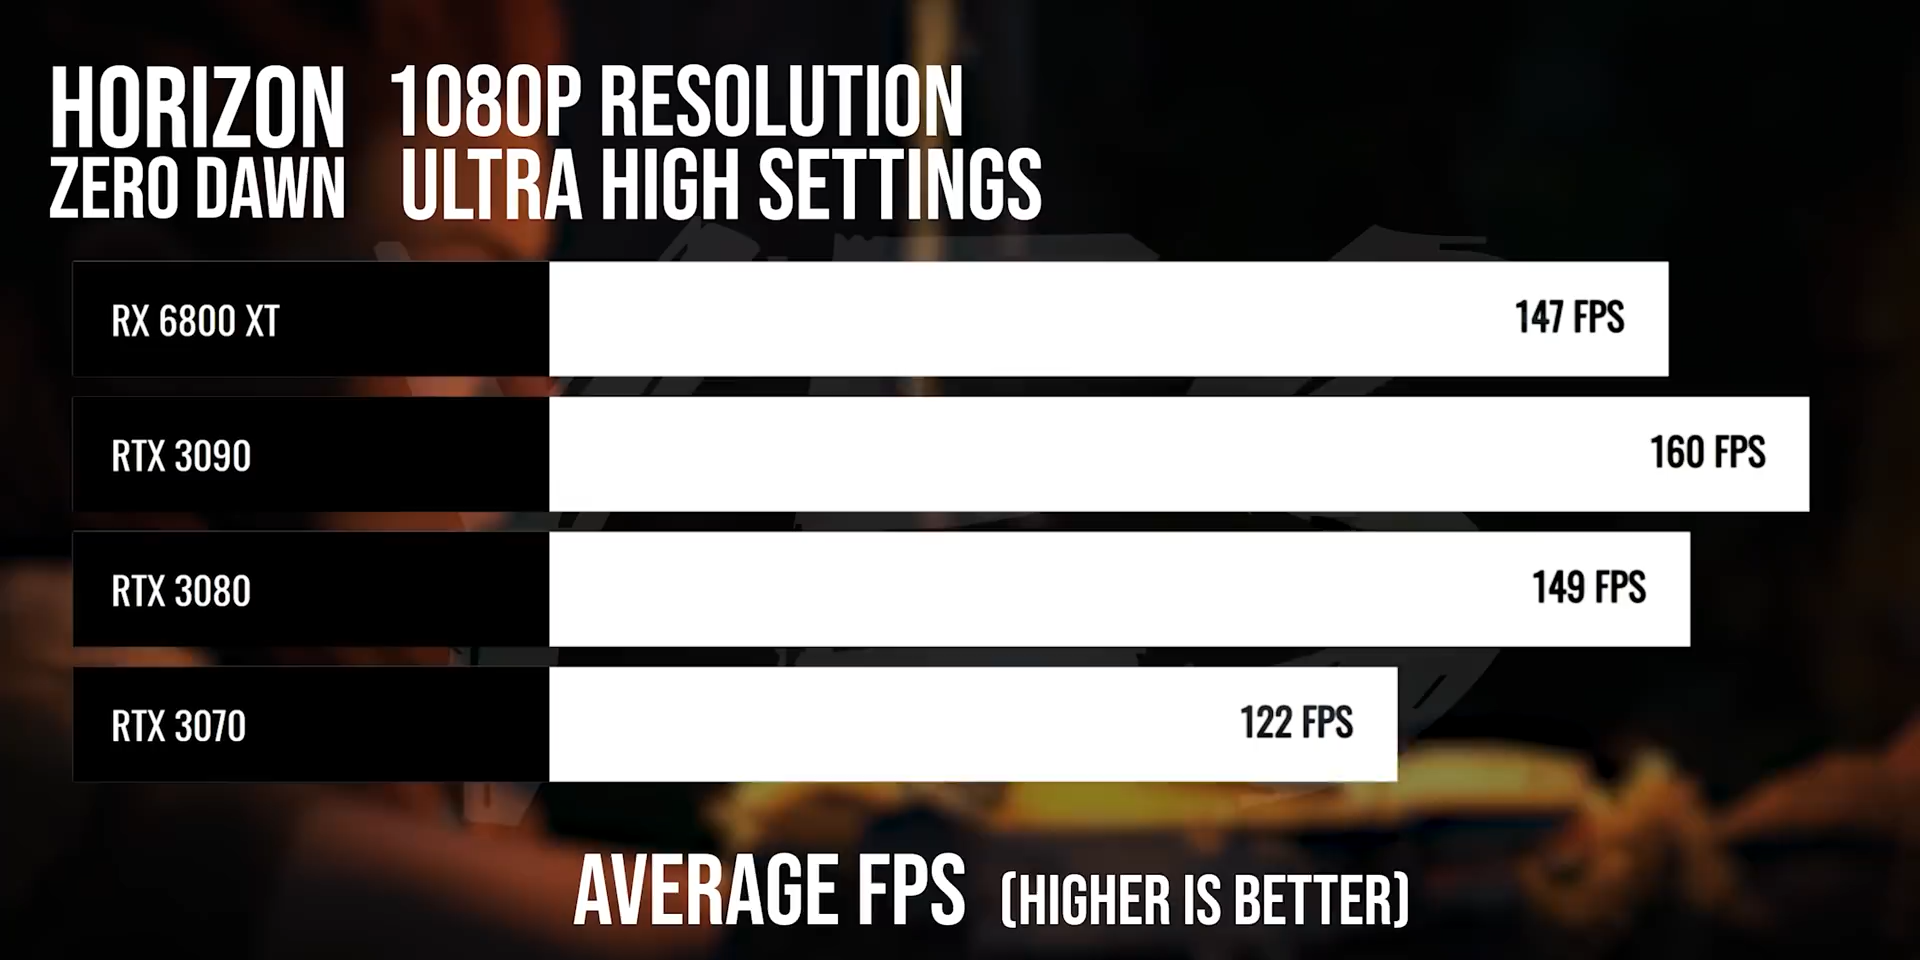 HORIZON
ZERO DAWN
1080P RESOLUTION
ULTRA HIGH SETTINGS
RX 6800 XT
147 FPS
RTX 3090
160 FPS
RTX 3080
149 FPS
RTX 3070
122 FPS
AVERAGE FPS (HIGHER IS BETTER)